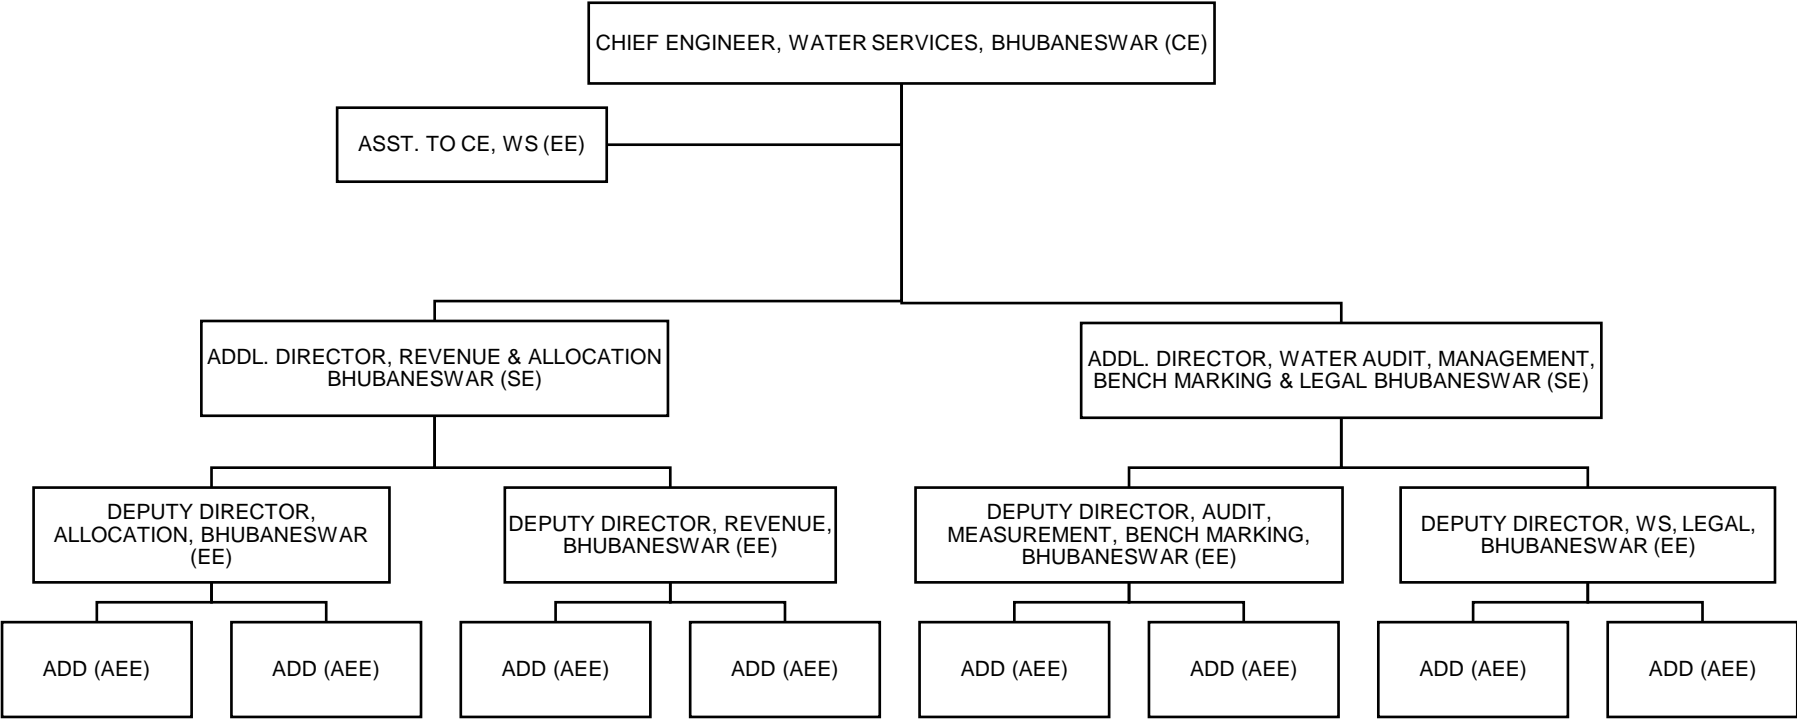 CHIEF ENGINEER, WATER SERVICES, BHUBANESWAR (CE)
ASST. TO CE, WS (EE)
ADDL. DIRECTOR, REVENUE & ALLOCATION
BHUBANESWAR (SE)
ADDL. DIRECTOR, WATER AUDIT, MANAGEMENT,
BENCH MARKING & LEGAL BHUBANESWAR (SE)
DEPUTY DIRECTOR,
ALLOCATION, BHUBANESWAR
(EE)
DEPUTY DIRECTOR, REVENUE,
BHUBANESWAR (EE)
DEPUTY DIRECTOR, AUDIT,
MEASUREMENT, BENCH MARKING,
BHUBANESWAR (EE)
DEPUTY DIRECTOR, WS, LEGAL,
BHUBANESWAR (EE)
ADD (AEE)
ADD (AEE)
ADD (AEE)
ADD (AEE)
ADD (AEE)
ADD (AEE)
ADD (AEE)
ADD (AEE)